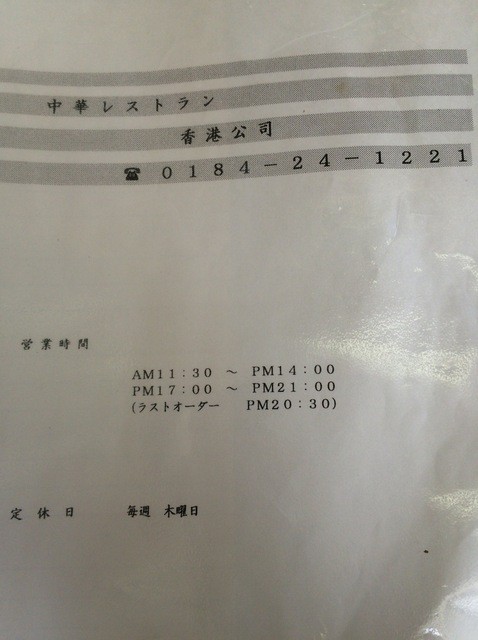 中華レストラン
香港公司
☎ 0184-24-1221
営業時間
AM11:30 ～ PM14:00
PM17:00 ～ PM21:00
(ラストオーダー PM20:30)
定休日 毎週 木曜日